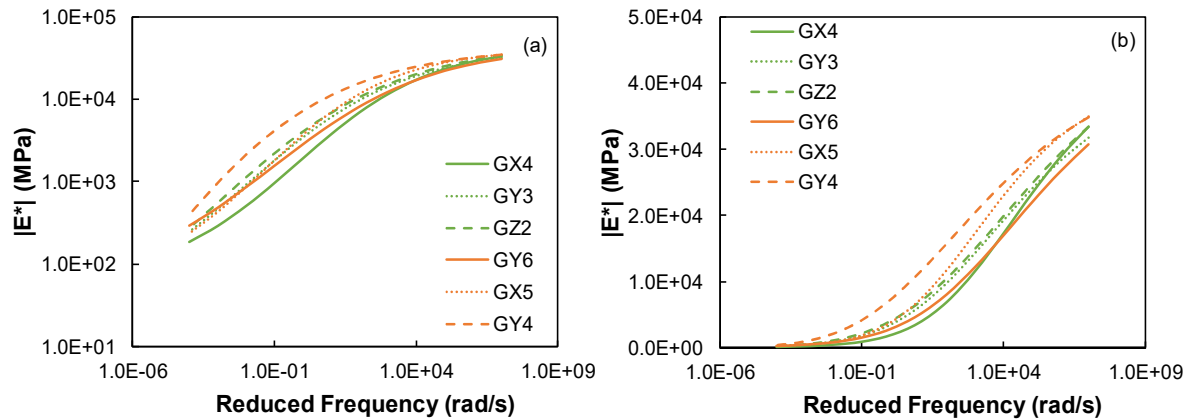 1.0E+05
(a)
1.0E+04
1.0E+03
1.0E+02
1.0E+01
|E*| (MPa)
GX4
GY3
GZ2
GY6
GX5
GY4
1.0E-06
1.0E-01
1.0E+04
1.0E+09
Reduced Frequency (rad/s)
5.0E+04
(b)
4.0E+04
3.0E+04
2.0E+04
1.0E+04
0.0E+00
|E*| (MPa)
GX4
GY3
GZ2
GY6
GX5
GY4
1.0E-06
1.0E-01
1.0E+04
1.0E+09
Reduced Frequency (rad/s)